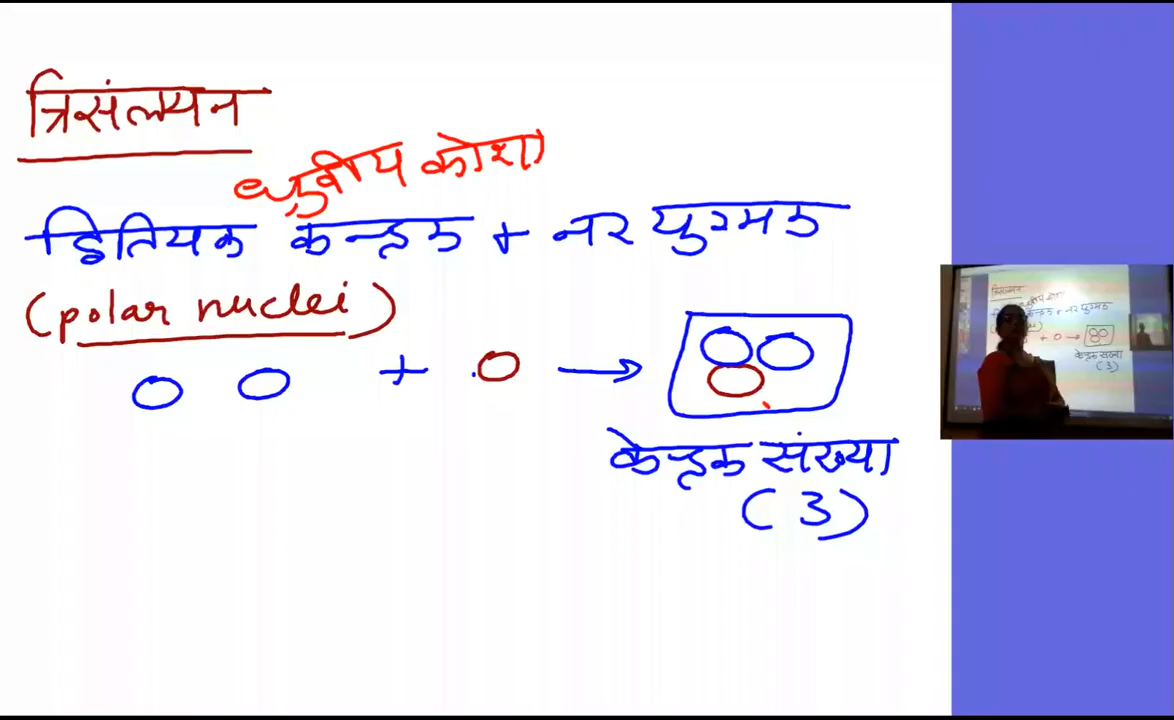 त्रिसंलयन
ध्रुवीय कोशा
द्वितियक केन्द्रक + नर युग्मक
(polar nuclei)
+ →
केन्द्रक संख्या
(3)